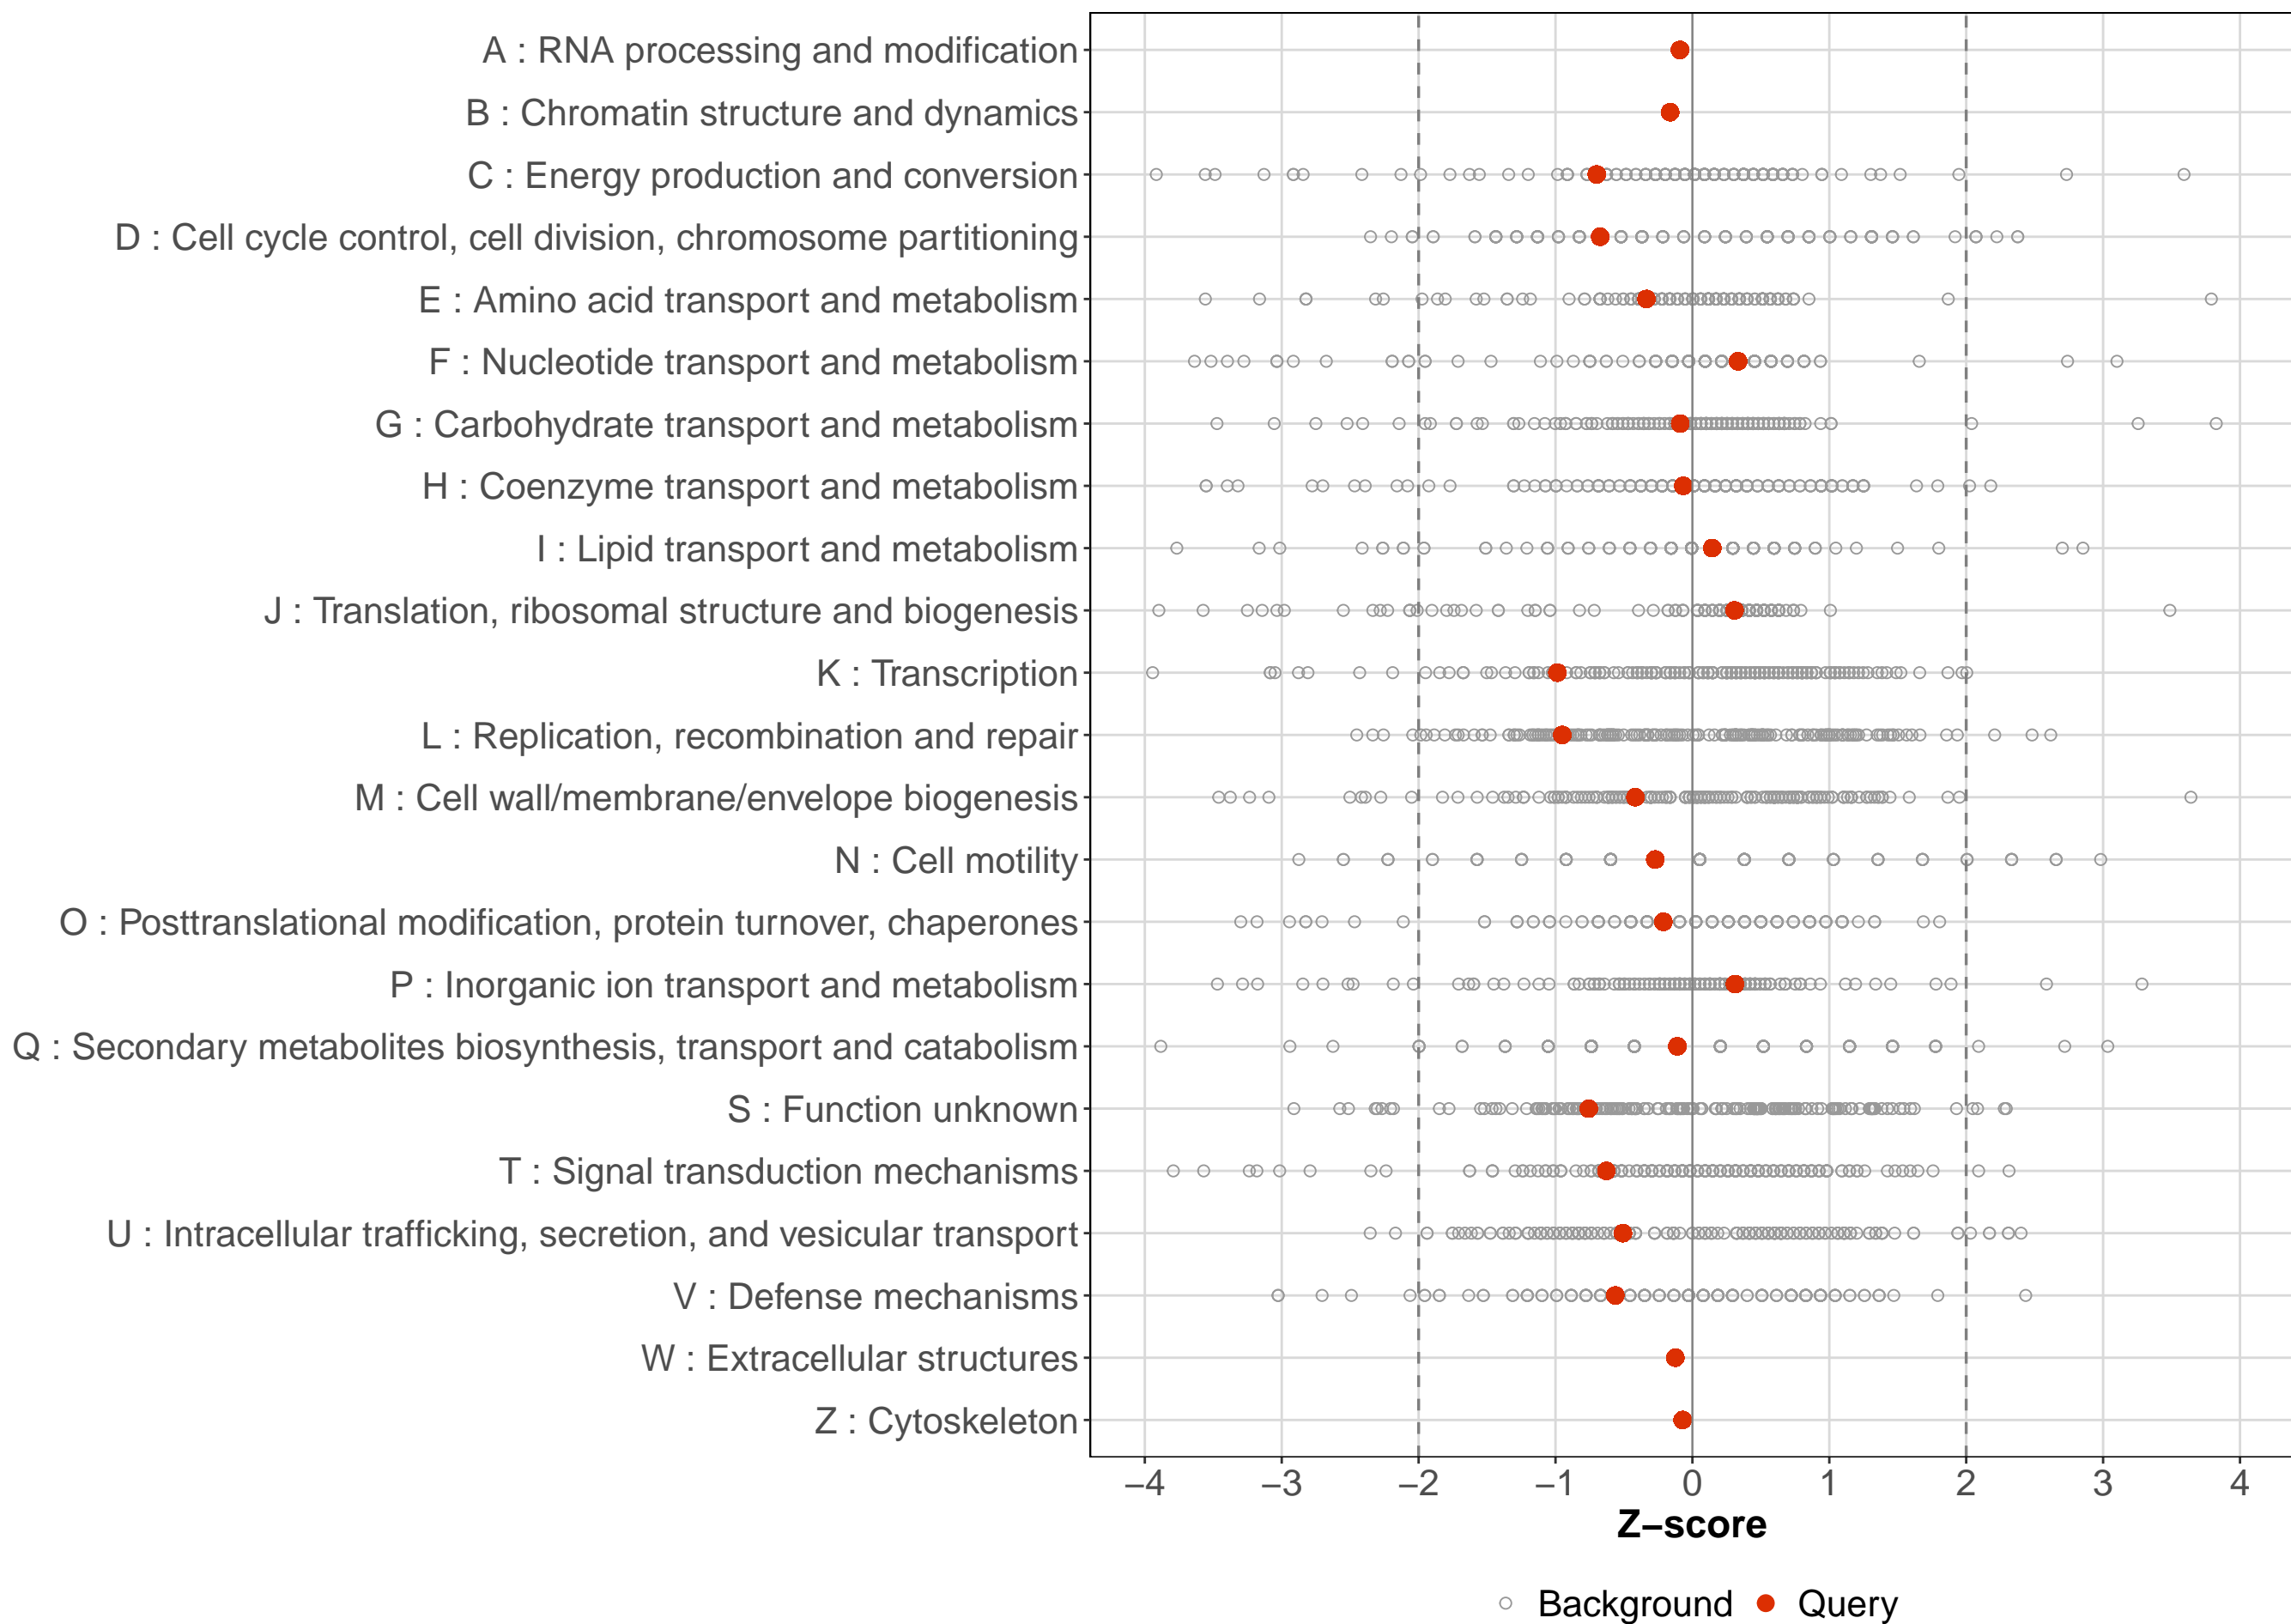 A : RNA processing and modification
B : Chromatin structure and dynamics
C : Energy production and conversion
D : Cell cycle control, cell division, chromosome partitioning
E : Amino acid transport and metabolism
F : Nucleotide transport and metabolism
G : Carbohydrate transport and metabolism
H : Coenzyme transport and metabolism
I : Lipid transport and metabolism
J : Translation, ribosomal structure and biogenesis
K : Transcription
L : Replication, recombination and repair
M : Cell wall/membrane/envelope biogenesis
N : Cell motility
O : Posttranslational modification, protein turnover, chaperones
P : Inorganic ion transport and metabolism
Q : Secondary metabolites biosynthesis, transport and catabolism
S : Function unknown
T : Signal transduction mechanisms
U : Intracellular trafficking, secretion, and vesicular transport
V : Defense mechanisms
W : Extracellular structures
Z : Cytoskeleton
−4 −3 −2 −1 0 1 2 3 4
Z−score
Background Query